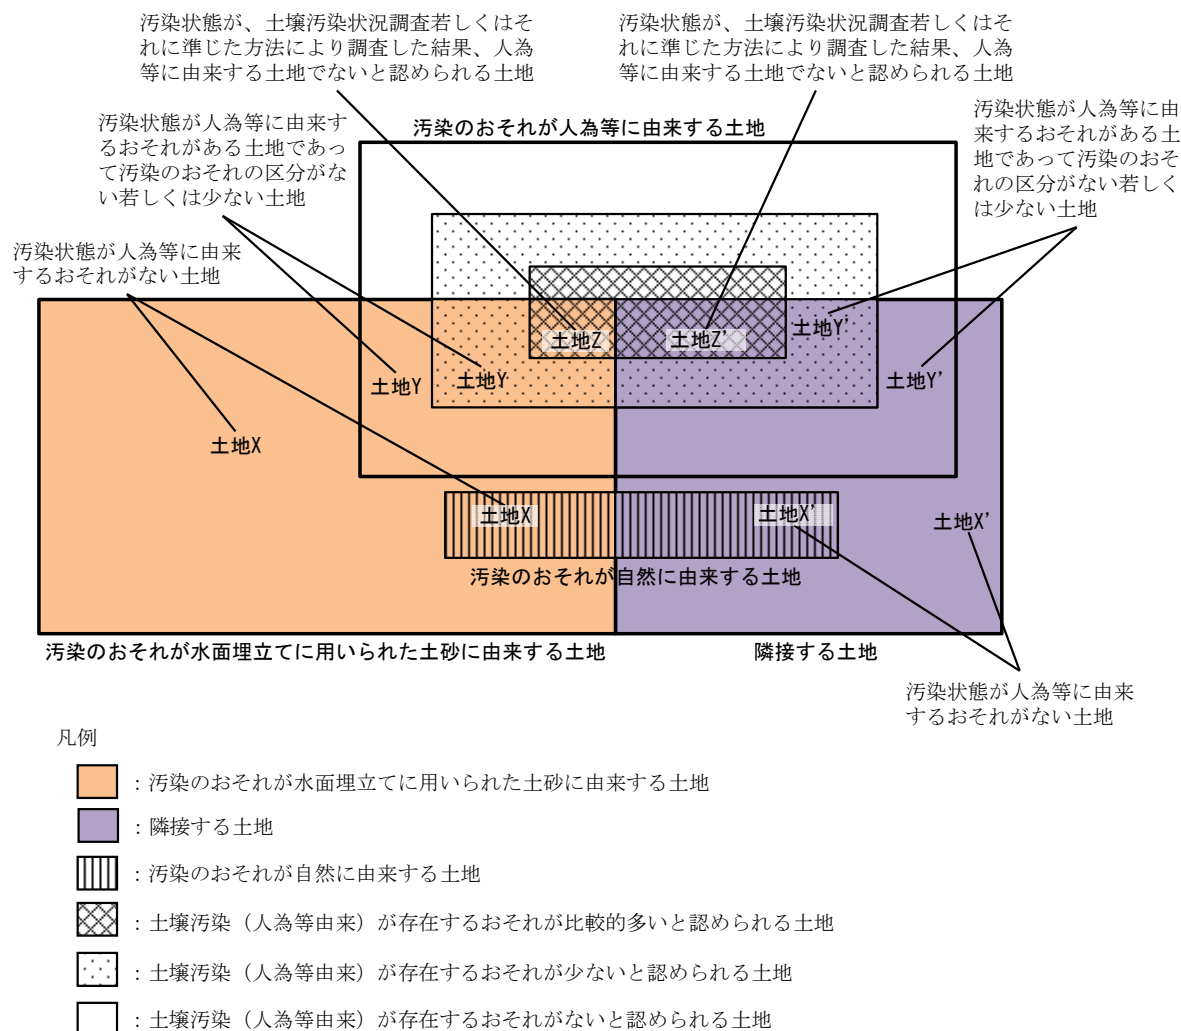 汚染状態が、土壌汚染状況調査若しくはそ
れに準じた方法により調査した結果、人為
等に由来する土地でないと認められる土地
汚染状態が、土壌汚染状況調査若しくはそ
れに準じた方法により調査した結果、人為
等に由来する土地でないと認められる土地
汚染状態が人為等に由来す
るおそれがある土地であっ
て汚染のおそれの区分がな
い若しくは少ない土地
汚染のおそれが人為等に由来する土地
汚染状態が人為等に由
来するおそれがある土
地であって汚染のおそ
れの区分がない若しく
は少ない土地
汚染状態が人為等に由来
するおそれがない土地
土地Z
土地Z'
土地Y'
土地Y
土地Y
土地Y'
土地X
土地X
土地X'
土地X'
汚染のおそれが自然に由来する土地
汚染のおそれが水面埋立てに用いられた土砂に由来する土地
隣接する土地
汚染状態が人為等に由来
するおそれがない土地
凡例
：汚染のおそれが水面埋立てに用いられた土砂に由来する土地
：隣接する土地
：汚染のおそれが自然に由来する土地
：土壌汚染（人為等由来）が存在するおそれが比較的多いと認められる土地
：土壌汚染（人為等由来）が存在するおそれが少ないと認められる土地
：土壌汚染（人為等由来）が存在するおそれがないと認められる土地